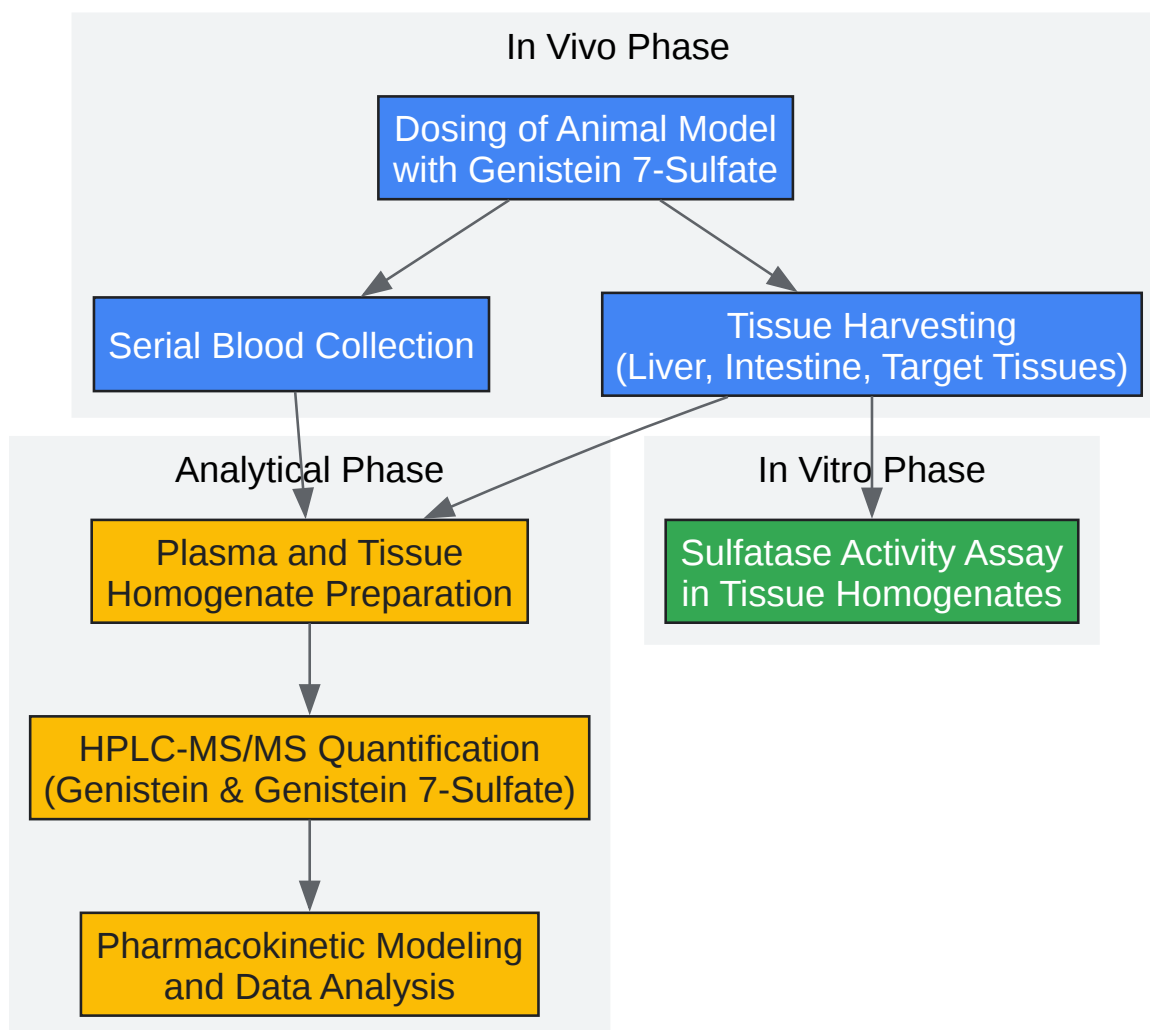 In Vivo Phase
Dosing of Animal Model
with Genistein 7-Sulfate
Serial Blood Collection
Tissue Harvesting
(Liver, Intestine, Target Tissues)
Analytical Phase
In Vitro Phase
Plasma and Tissue
Homogenate Preparation
Sulfatase Activity Assay
in Tissue Homogenates
HPLC-MS/MS Quantification
(Genistein & Genistein 7-Sulfate)
Pharmacokinetic Modeling
and Data Analysis